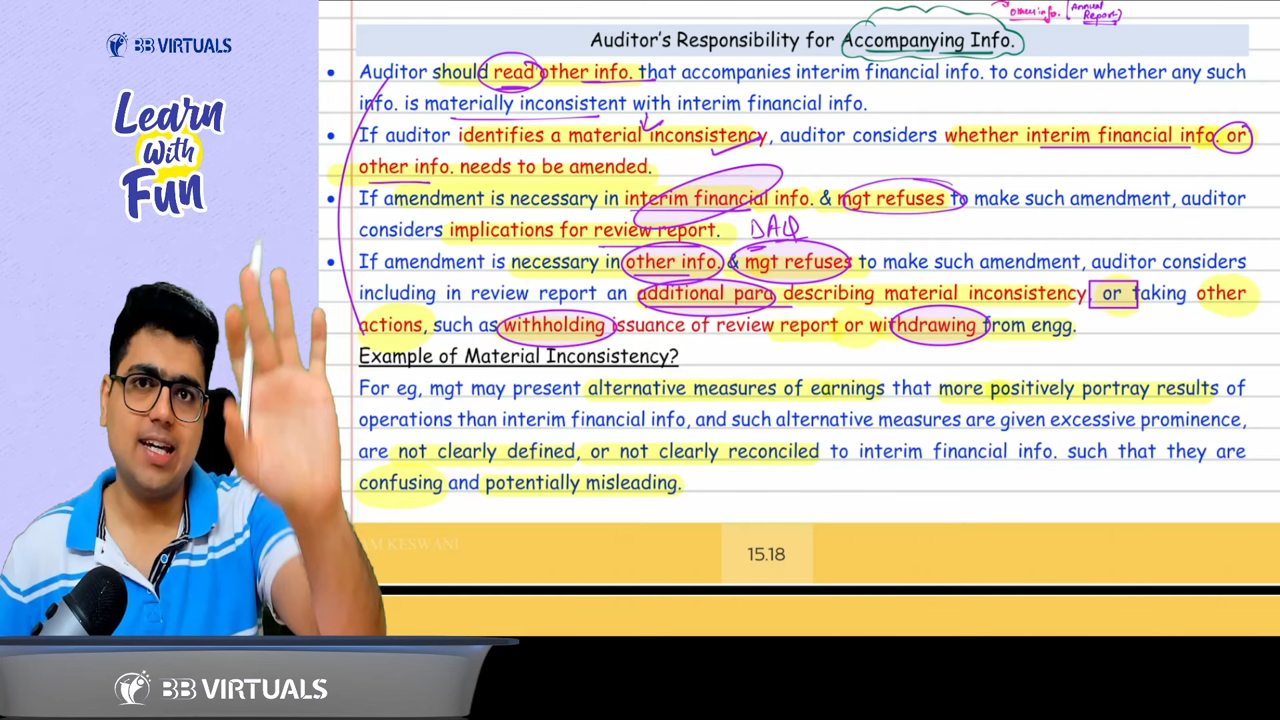 BB VIRTUALS
Learn
With
Fun
other info. (Annual
Report)
Auditor's Responsibility for Accompanying Info.
• Auditor should read other info. that accompanies interim financial info. to consider whether any such
info. is materially inconsistent with interim financial info.
• If auditor identifies a material inconsistency, auditor considers whether interim financial info. or
other info. needs to be amended.
• If amendment is necessary in interim financial info. & mgt refuses to make such amendment, auditor
considers implications for review report. DAQ
• If amendment is necessary in other info. & mgt refuses to make such amendment, auditor considers
including in review report an additional para describing material inconsistency, or taking other
actions, such as withholding issuance of review report or withdrawing from engg.
Example of Material Inconsistency?
For eg, mgt may present alternative measures of earnings that more positively portray results of
operations than interim financial info, and such alternative measures are given excessive prominence,
are not clearly defined, or not clearly reconciled to interim financial info. such that they are
confusing and potentially misleading.
AM KESWANI
15.18
BB VIRTUALS